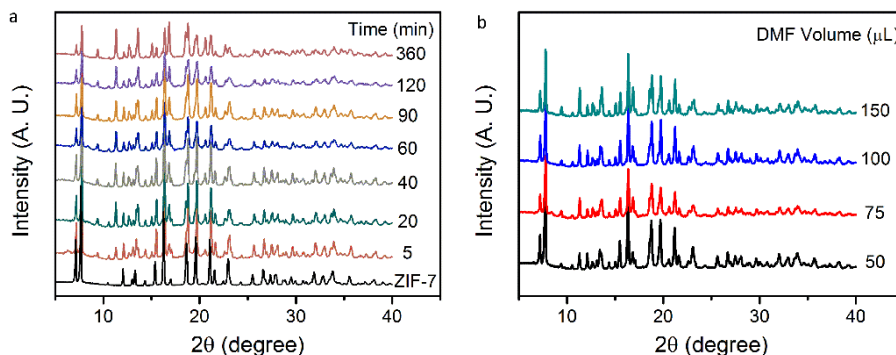 a
Time (min)
360
120
90
60
40
20
5
ZIF-7
Intensity (A. U.)
10 20 30 40
2θ (degree)
b
DMF Volume (μL)
150
100
75
50
Intensity (A. U.)
10 20 30 40
2θ (degree)